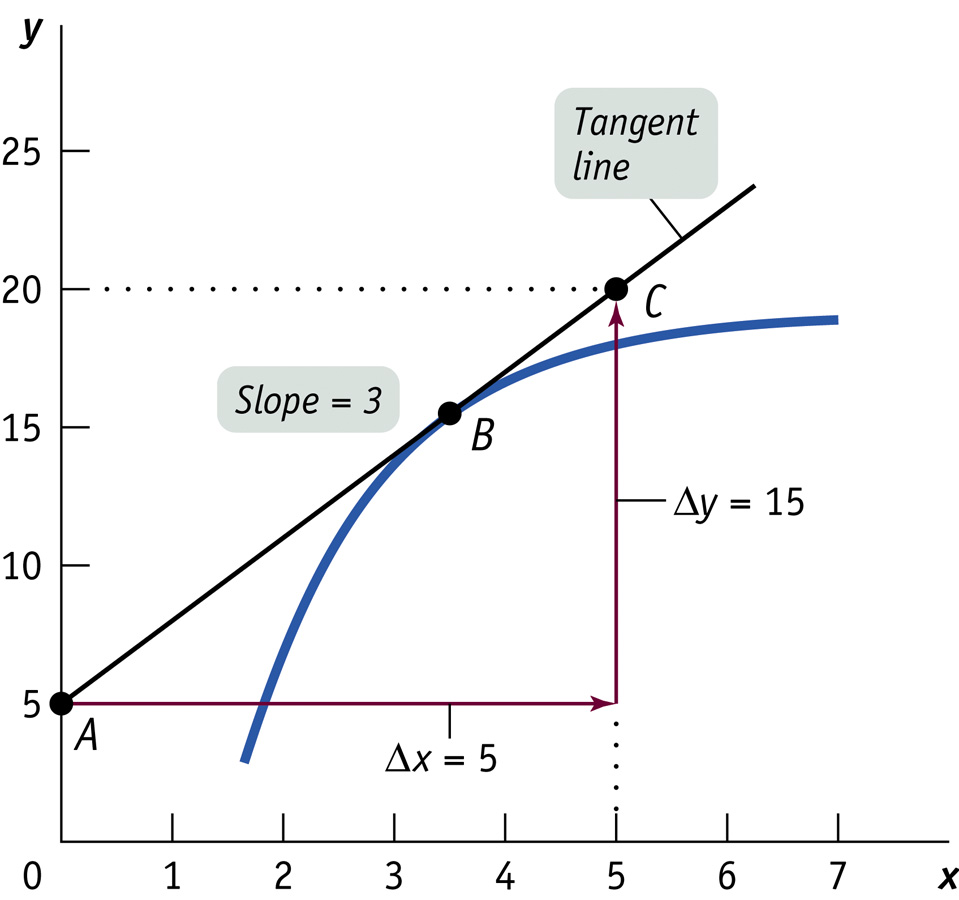 y
Tangent
line
25
20
C
Slope = 3
15
B
Δy = 15
10
5
A
Δx = 5
0 1 2 3 4 5 6 7 x